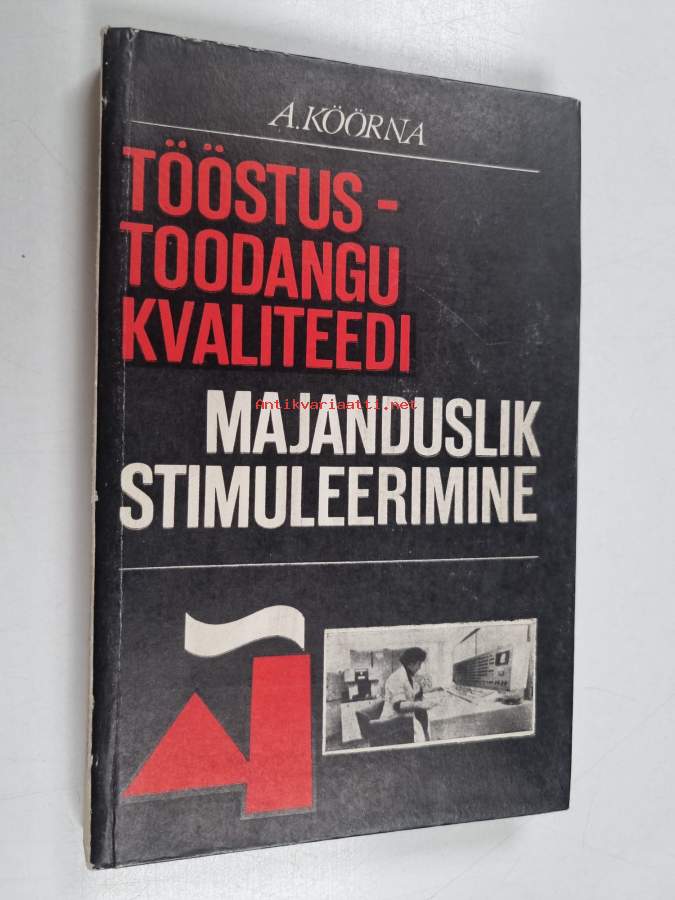 A.KÖÖRNA
TÖÖSTUS-
TOODANGU
KVALITEEDI
Antikvariaatti.net
MAJANDUSLIK
STIMULEERIMINE